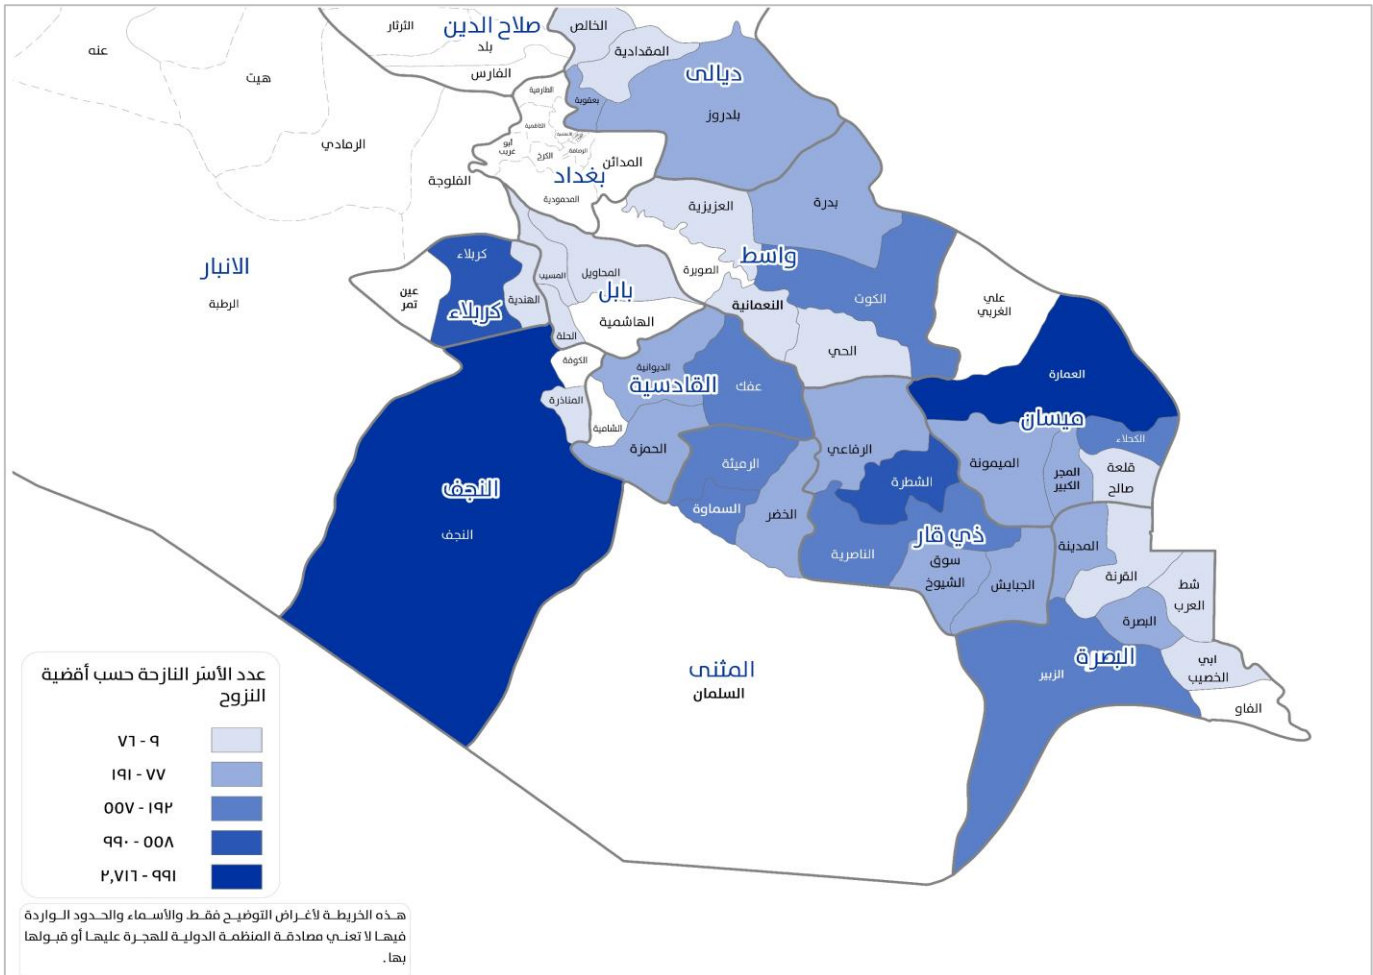 صلاح الدين
الثرثار
بلد
الفارس
الخالص
المقدادية
ديالى
بعقوبة
بلدروز
عنه
هيت
الرمادي
الفلوجة
الانبار
الرطبة
الطارمية
الكاظمية
ابو
غريب
الكرخ
الرصافة
المدائن
بغداد
المحمودية
العزيزية
بدرة
واسط
الصويرة
الكوت
النعمانية
الحي
علي
الغربي
كربلاء
عين
تمر
الهندية
كربلاء
المسيب
المحاويل
بابل
الهاشمية
الحلة
الكوفة
المناذرة
الشامية
الديوانية
القادسية
عفك
الحمزة
العمارة
ميسان
الكحلاء
الميمونة
المجر
الكبير
قلعة
صالح
الرميثة
السماوة
الخضر
الرفاعي
الشطرة
ذي قار
الناصرية
سوق
الشيوخ
الجبايش
المدينة
القرنة
شط
العرب
البصرة
البصرة
الزبير
ابي
الخصيب
الفاو
النجف
النجف
المثنى
السلمان
عدد الأسَر النازحة حسب أقضية
النزوح
٩ - ٧٦
٧٧ - ١٩١
١٩٢ - ٥٥٧
٥٥٨ - ٩٩٠
٩٩١ - ٢,٧١٦
هذه الخريطة لأغراض التوضيح فقط. والأسماء والحدود الواردة
فيها لا تعني مصادقة المنظمة الدولية للهجرة عليها أو قبولها
بها.